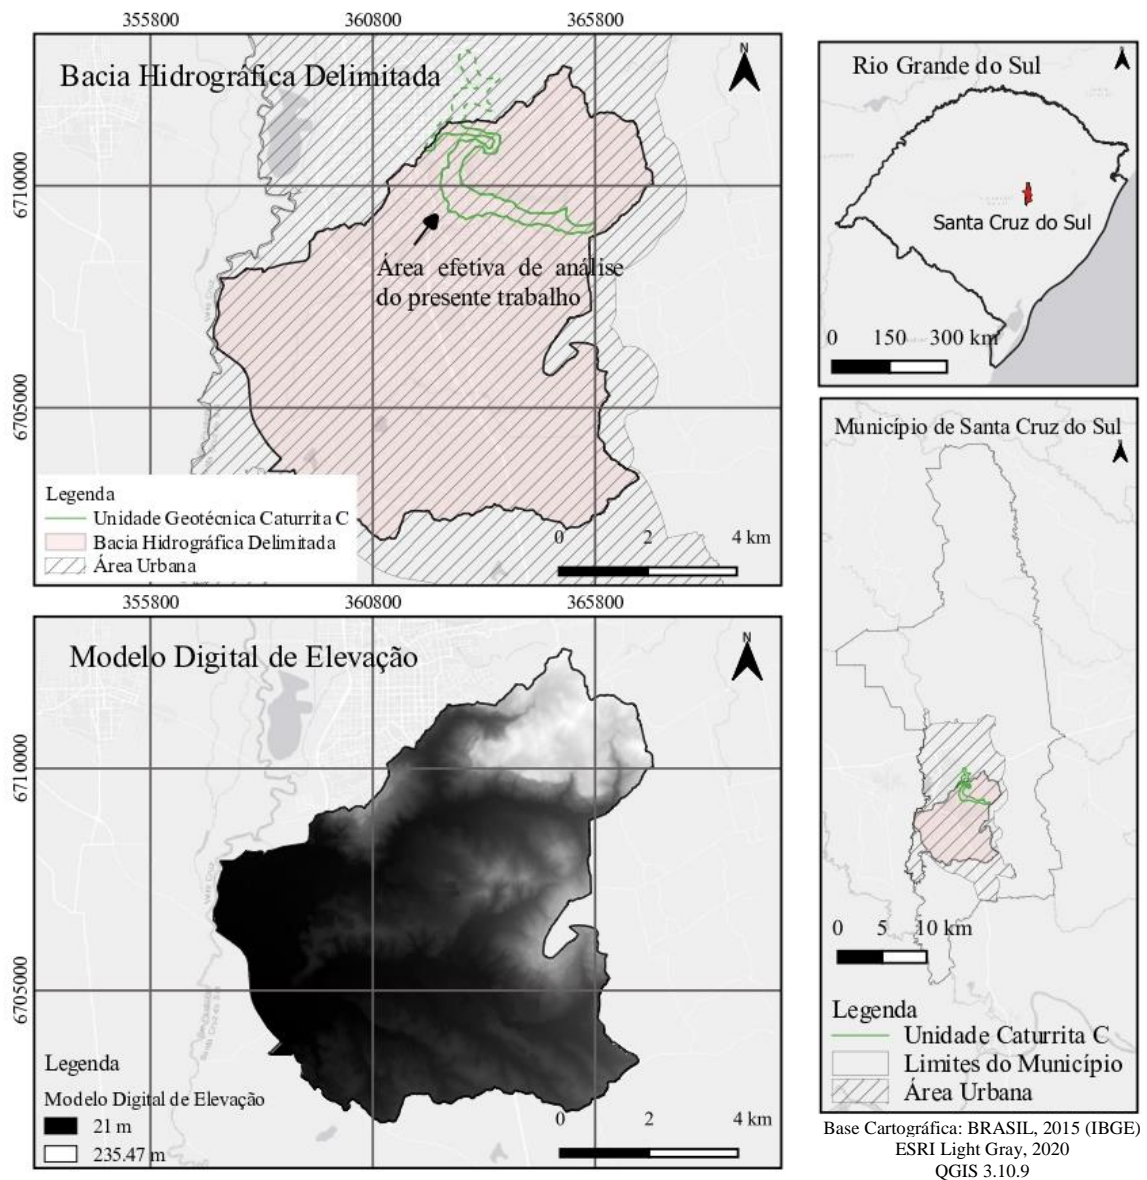 355800 360800 365800
Bacia Hidrográfica Delimitada
N
6710000
Área efetiva de análise
do presente trabalho
6705000
Legenda
Unidade Geotécnica Caturrita C
Bacia Hidrográfica Delimitada
Área Urbana
0 2 4 km
355800 360800 365800
Modelo Digital de Elevação
N
6710000
6705000
Legenda
Modelo Digital de Elevação
21 m
235.47 m
0 2 4 km
Rio Grande do Sul
N
Santa Cruz do Sul
0 150 300 km
Município de Santa Cruz do Sul
N
0 5 10 km
Legenda
Unidade Caturrita C
Limites do Município
Área Urbana
Base Cartográfica: BRASIL, 2015 (IBGE)
ESRI Light Gray, 2020
QGIS 3.10.9